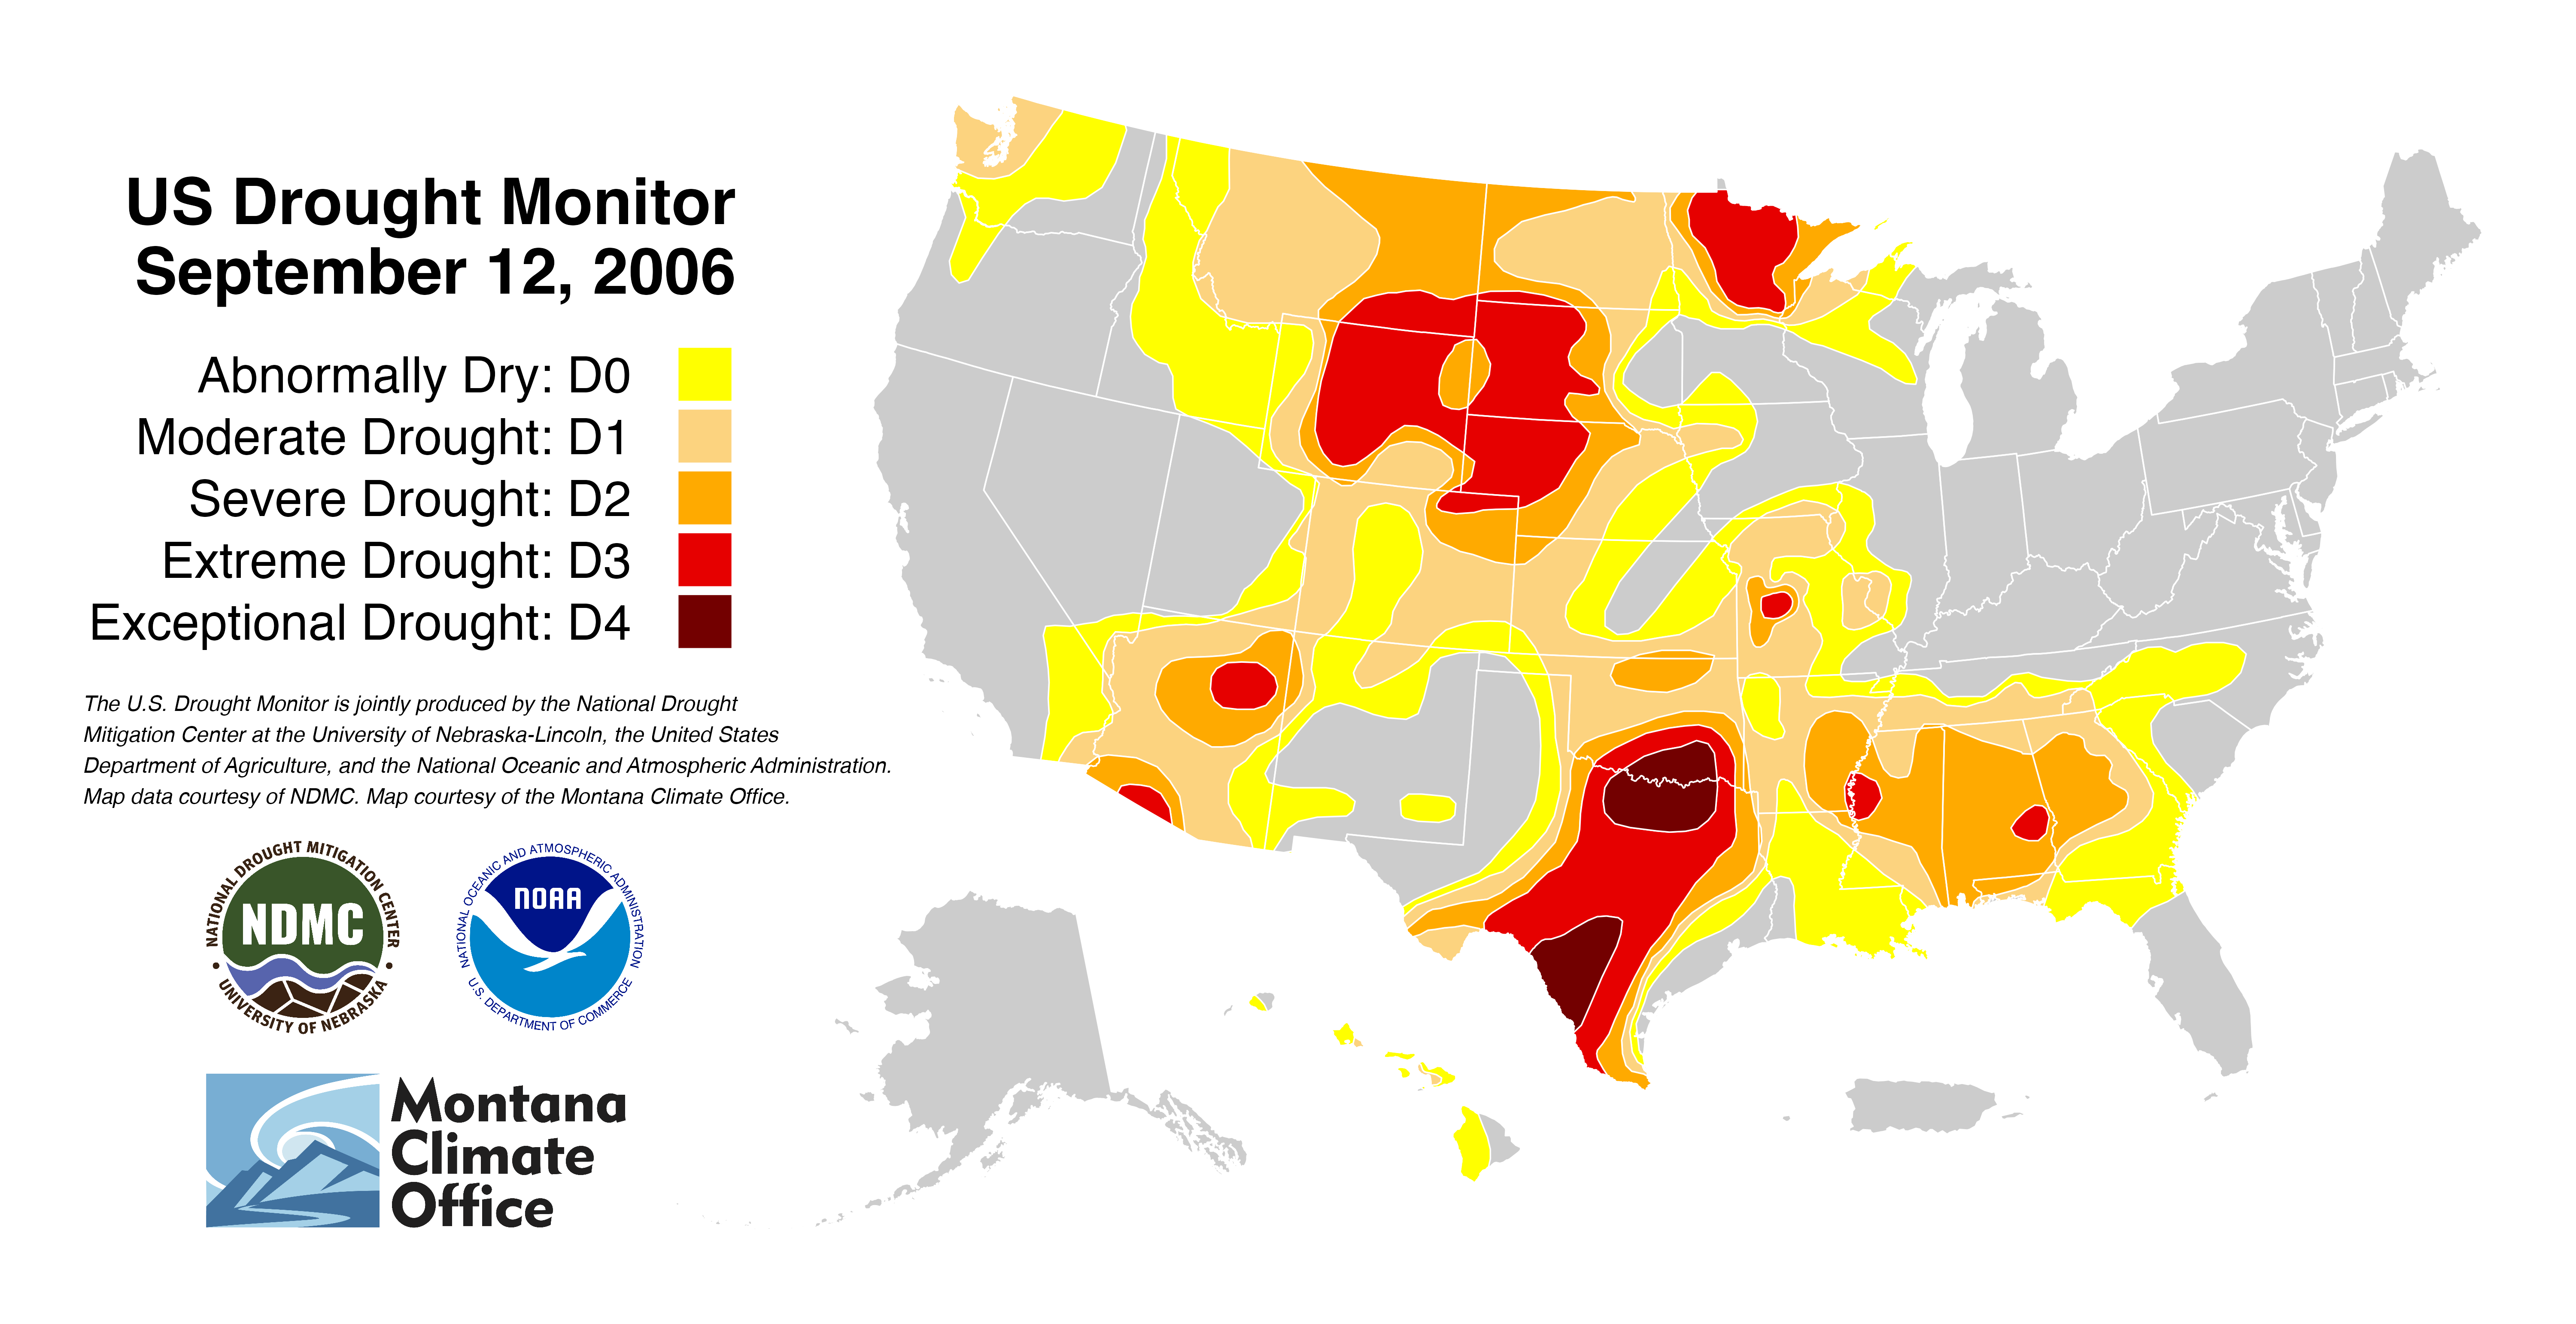 US Drought Monitor
September 12, 2006
Abnormally Dry: D0
Moderate Drought: D1
Severe Drought: D2
Extreme Drought: D3
Exceptional Drought: D4
The U.S. Drought Monitor is jointly produced by the National Drought
Mitigation Center at the University of Nebraska-Lincoln, the United States
Department of Agriculture, and the National Oceanic and Atmospheric Administration.
Map data courtesy of NDMC. Map courtesy of the Montana Climate Office.
NATIONAL DROUGHT MITIGATION CENTER
NDMC
• UNIVERSITY OF NEBRASKA •
NATIONAL OCEANIC AND ATMOSPHERIC ADMINISTRATION
NOAA
U.S. DEPARTMENT OF COMMERCE
Montana
Climate
Office